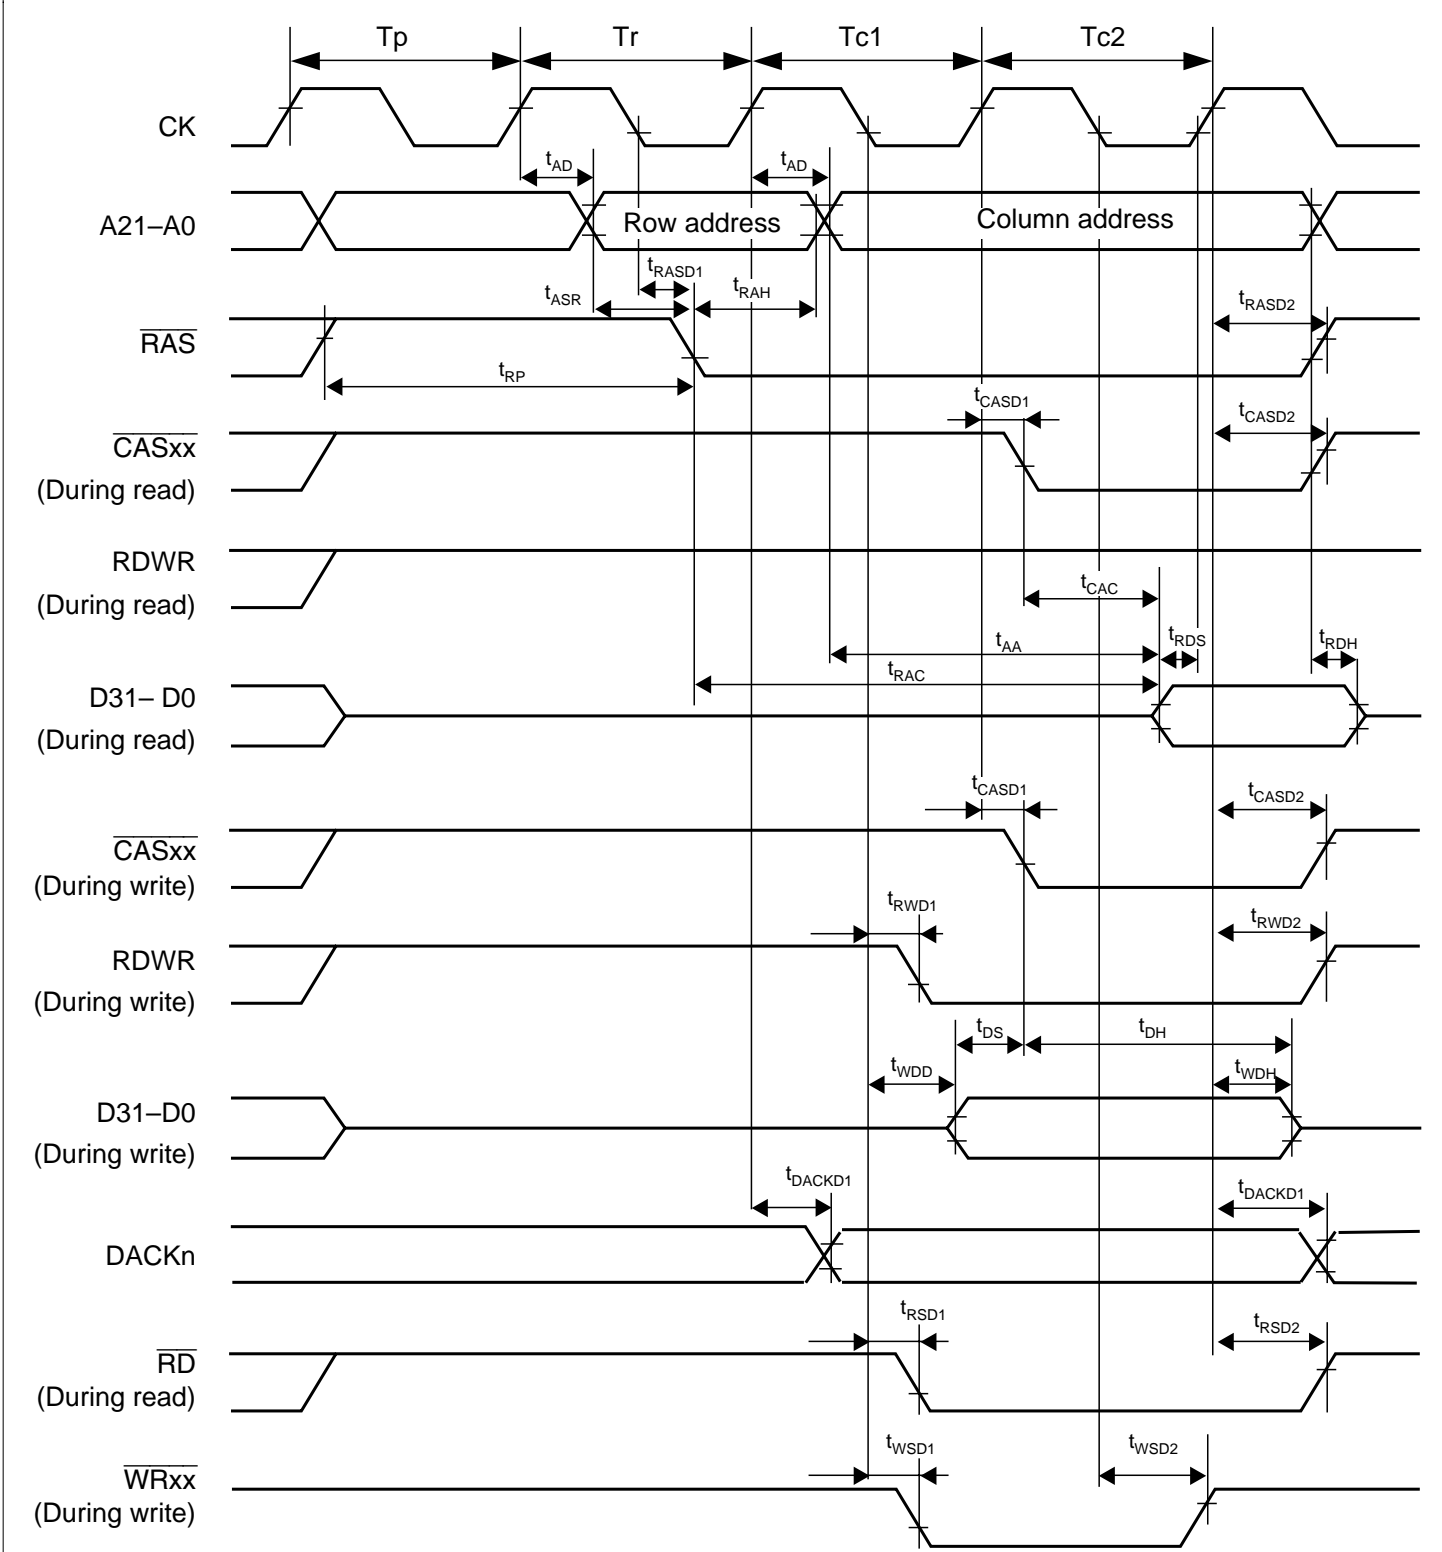 Tp Tr Tc1 Tc2
CK
tAD tAD
A21–A0 Row address Column address
tRASD1
tASR tRAH tRASD2
RAS
tRP
tCASD1 tCASD2
CASxx
(During read)
RDWR
(During read)
tCAC
tRDS tRDH
tAA
tRAC
D31– D0
(During read)
tCASD1 tCASD2
CASxx
(During write)
tRWD1 tRWD2
RDWR
(During write)
tDS tDH
tWDD tWDH
D31–D0
(During write)
tDACKD1 tDACKD1
DACKn
tRSD1 tRSD2
RD
(During read)
tWSD1 tWSD2
WRxx
(During write)